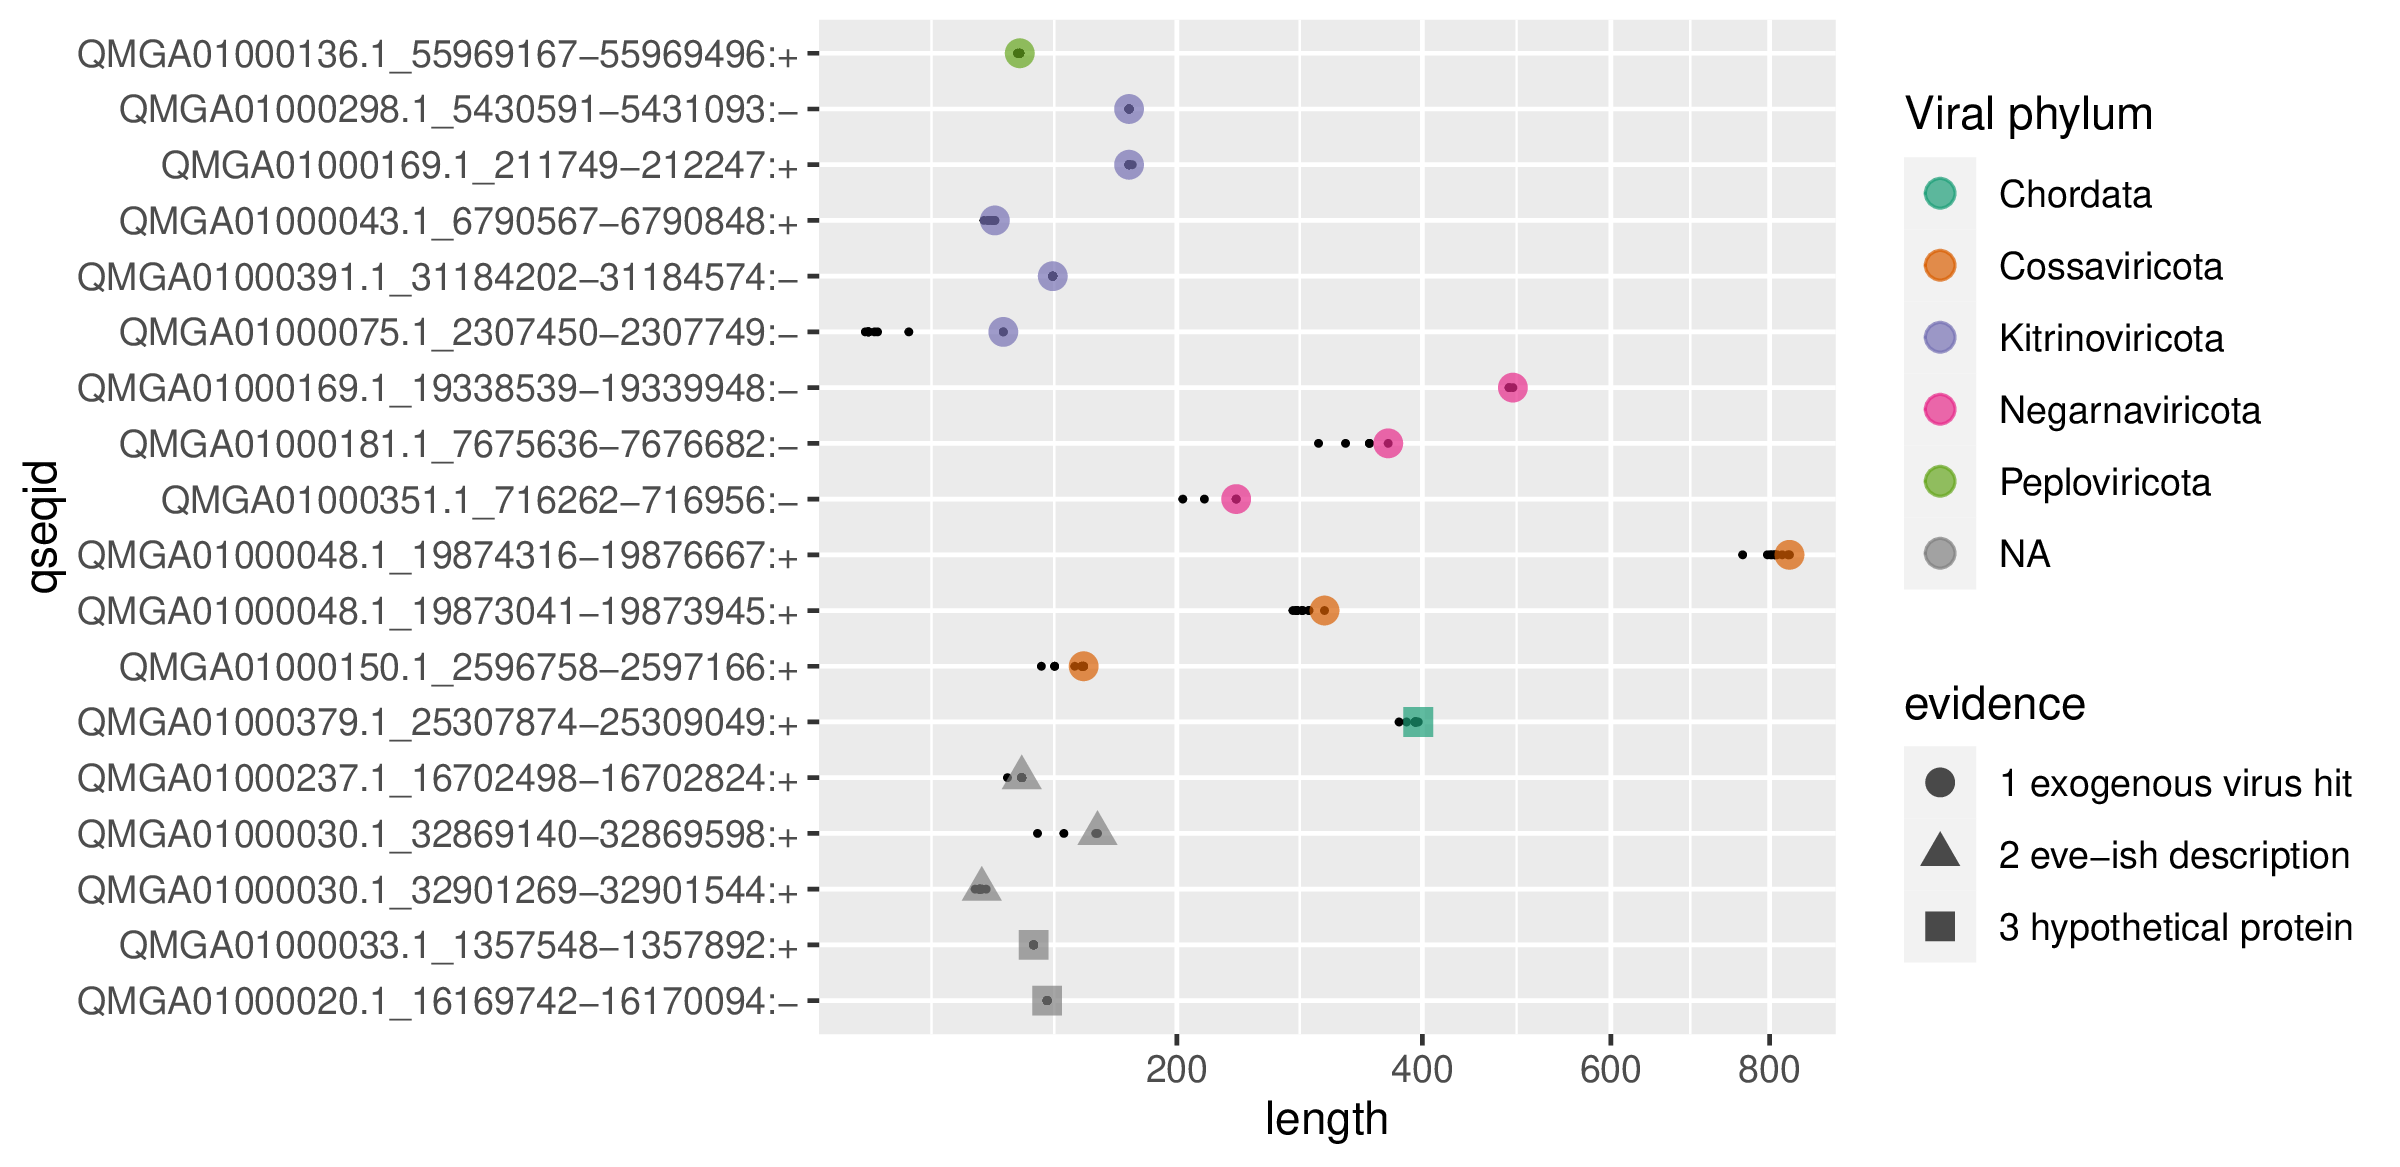 qseqid
QMGA01000136.1_55969167−55969496:+
QMGA01000298.1_5430591−5431093:−
QMGA01000169.1_211749−212247:+
QMGA01000043.1_6790567−6790848:+
QMGA01000391.1_31184202−31184574:−
QMGA01000075.1_2307450−2307749:−
QMGA01000169.1_19338539−19339948:−
QMGA01000181.1_7675636−7676682:−
QMGA01000351.1_716262−716956:−
QMGA01000048.1_19874316−19876667:+
QMGA01000048.1_19873041−19873945:+
QMGA01000150.1_2596758−2597166:+
QMGA01000379.1_25307874−25309049:+
QMGA01000237.1_16702498−16702824:+
QMGA01000030.1_32869140−32869598:+
QMGA01000030.1_32901269−32901544:+
QMGA01000033.1_1357548−1357892:+
QMGA01000020.1_16169742−16170094:−
200 400 600 800
length
Viral phylum
Chordata
Cossaviricota
Kitrinoviricota
Negarnaviricota
Peploviricota
NA
evidence
1 exogenous virus hit
2 eve−ish description
3 hypothetical protein